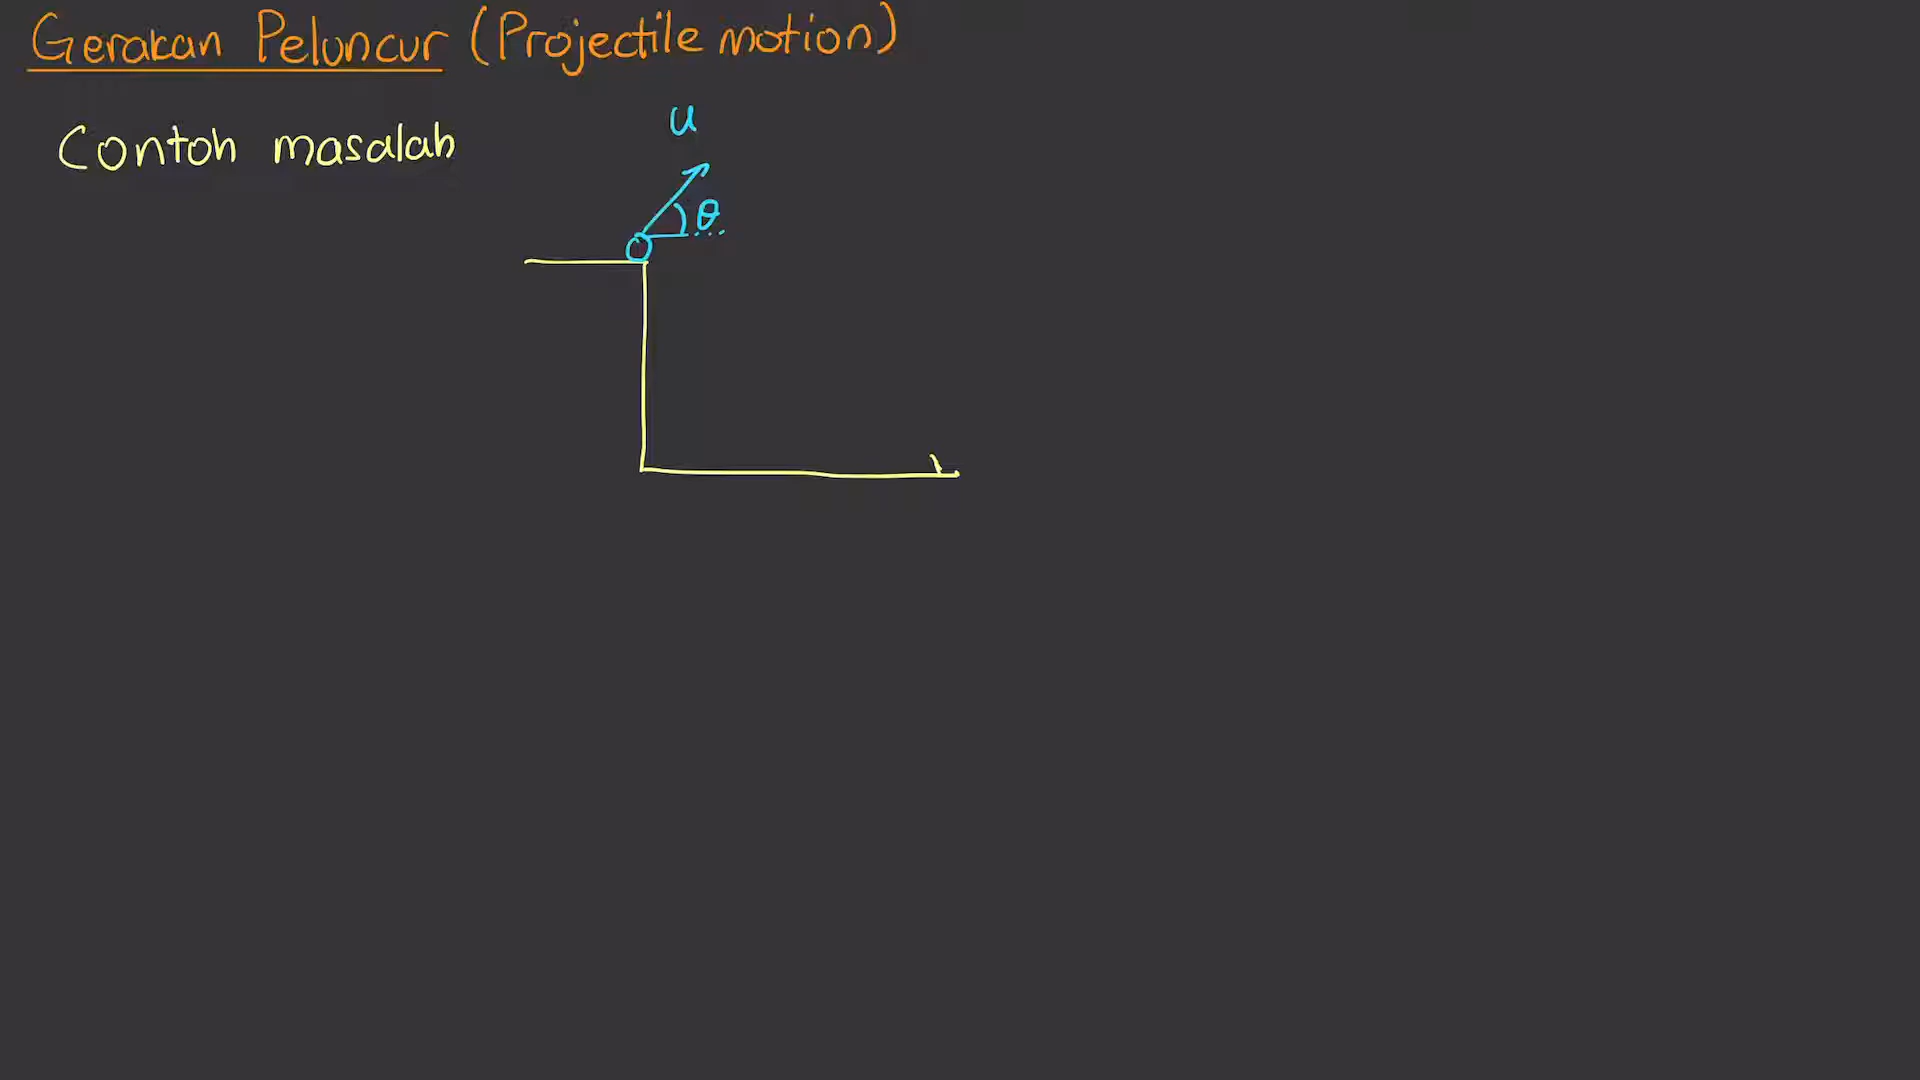 Gerakan Peluncur (Projectile motion)
Contoh masalah
u
θ